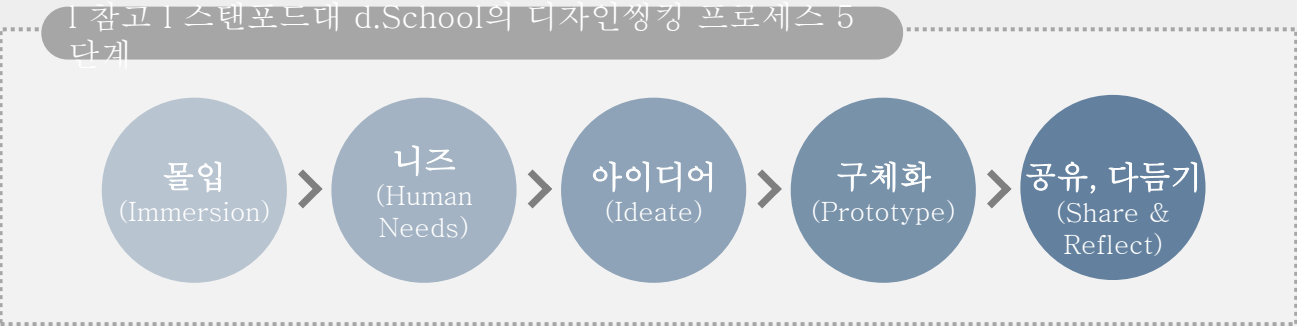 l 참고 l 스탠포드대 d.School의 디자인씽킹 프로세스 5
단계
몰입
(Immersion)
니즈
(Human
Needs)
아이디어
(Ideate)
구체화
(Prototype)
공유, 다듬기
(Share &
Reflect)